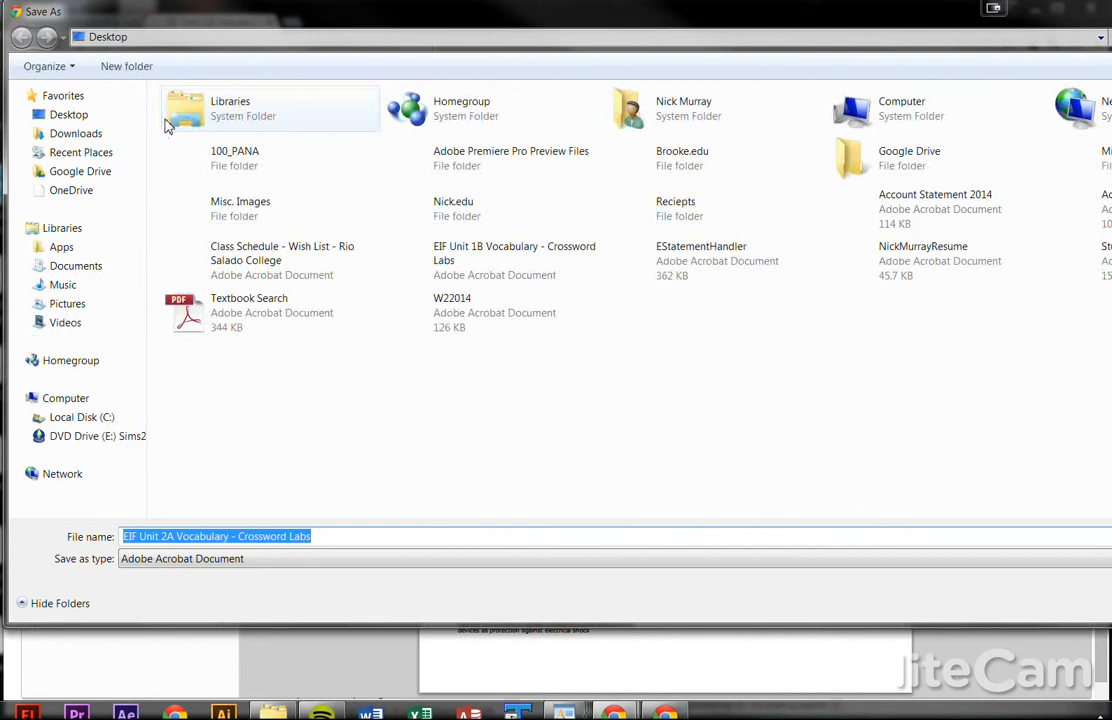 Save As
Desktop
Organize
New folder
Favorites
Desktop
Downloads
Recent Places
Google Drive
OneDrive
Libraries
Apps
Documents
Music
Pictures
Videos
Homegroup
Computer
Local Disk (C:)
DVD Drive (E:) Sims2
Network
Libraries
System Folder
Homegroup
System Folder
Nick Murray
System Folder
Computer
System Folder
100_PANA
File folder
Adobe Premiere Pro Preview Files
File folder
Brooke.edu
File folder
Google Drive
File folder
Misc. Images
File folder
Nick.edu
File folder
Reciepts
File folder
Account Statement 2014
Adobe Acrobat Document
114 KB
Class Schedule - Wish List - Rio
Salado College
Adobe Acrobat Document
EIF Unit 1B Vocabulary - Crossword
Labs
Adobe Acrobat Document
EStatementHandler
Adobe Acrobat Document
362 KB
NickMurrayResume
Adobe Acrobat Document
45.7 KB
PDF
Textbook Search
Adobe Acrobat Document
344 KB
W22014
Adobe Acrobat Document
126 KB
File name: EIF Unit 2A Vocabulary - Crossword Labs
Save as type: Adobe Acrobat Document
Hide Folders
devices as protection against electrical shock.
liteCam
Fl Pr Ae Ai